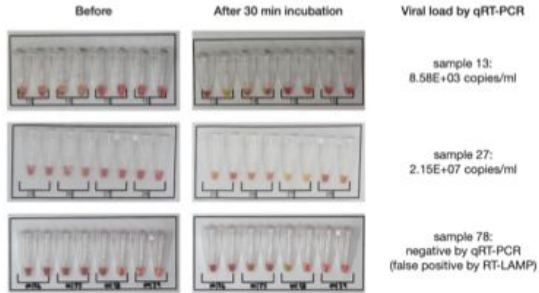 Before
After 30 min incubation
Viral load by qRT-PCR
sample 13:
8.58E+03 copies/ml
sample 27:
2.15E+07 copies/ml
sample 78:
negative by qRT-PCR
(false positive by RT-LAMP)